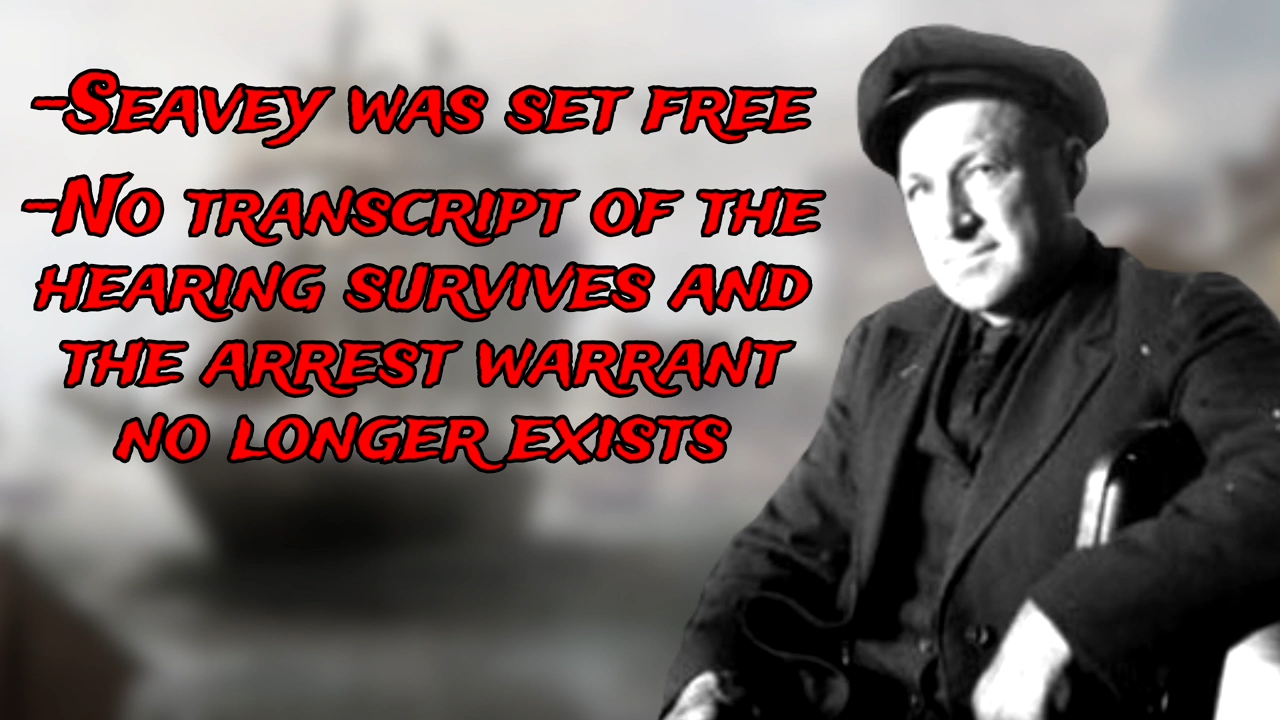 -Seavey was set free
-No transcript of the
hearing survives and
the arrest warrant
no longer exists